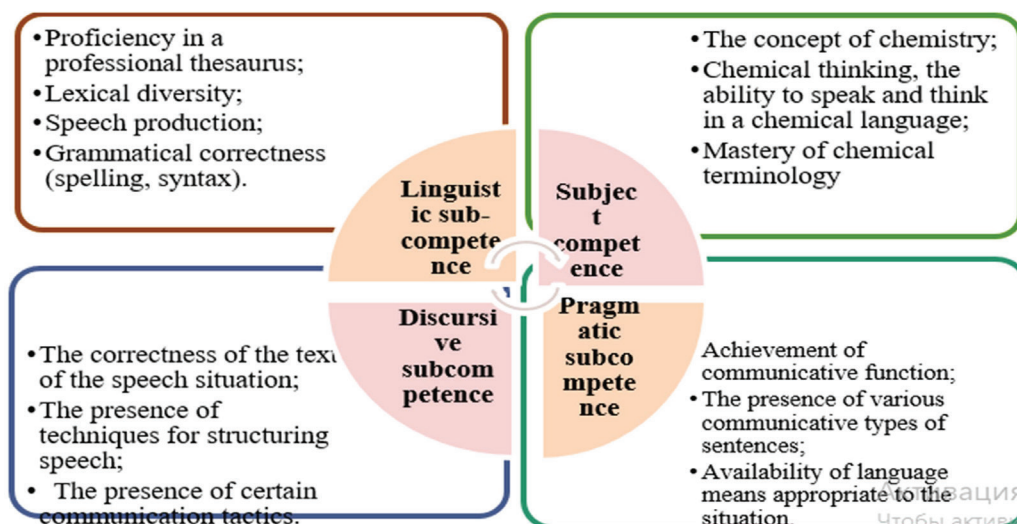 • Proficiency in a
professional thesaurus;
• Lexical diversity;
• Speech production;
• Grammatical correctness
(spelling, syntax).
• The concept of chemistry;
• Chemical thinking, the
ability to speak and think
in a chemical language;
• Mastery of chemical
terminology
Linguist
ic sub-
compete
nce
Subjec
t
compet
ence
Discursi
ve
subcom
petence
Pragm
atic
subco
mpete
nce
• The correctness of the text
of the speech situation;
• The presence of
techniques for structuring
speech;
• The presence of certain
communication tactics.
Achievement of
communicative function;
• The presence of various
communicative types of
sentences;
• Availability of language
means appropriate to the
situation.
Активация
Чтобы актив